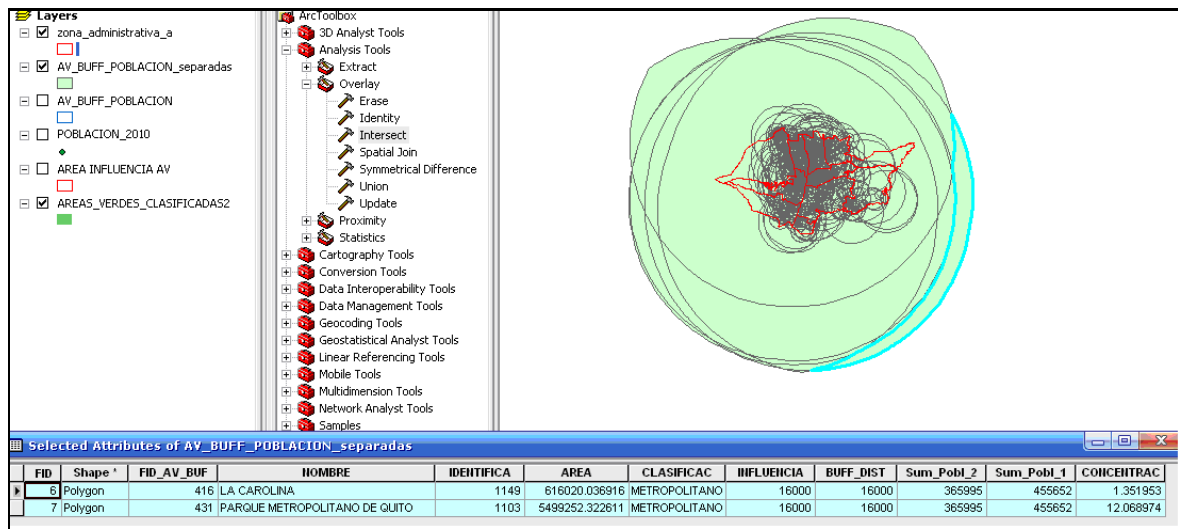 Layers
zona_administrativa_a
AV_BUFF_POBLACION_separadas
AV_BUFF_POBLACION
POBLACION_2010
AREA INFLUENCIA AV
AREAS_VERDES_CLASIFICADAS2
ArcToolbox
3D Analyst Tools
Analysis Tools
Extract
Overlay
Erase
Identity
Intersect
Spatial Join
Symmetrical Difference
Union
Update
Proximity
Statistics
Cartography Tools
Conversion Tools
Data Interoperability Tools
Data Management Tools
Geocoding Tools
Geostatistical Analyst Tools
Linear Referencing Tools
Mobile Tools
Multidimension Tools
Network Analyst Tools
Samples
Selected Attributes of AV_BUFF_POBLACION_separadas
FID Shape * FID_AV_BUF NOMBRE IDENTIFICA AREA CLASIFICAC INFLUENCIA BUFF_DIST Sum_Pobl_2 Sum_Pobl_1 CONCENTRAC
6 Polygon 416 LA CAROLINA 1149 616020.036916 METROPOLITANO 16000 16000 365995 455652 1.351953
7 Polygon 431 PARQUE METROPOLITANO DE QUITO 1103 5499252.322611 METROPOLITANO 16000 16000 365995 455652 12.068974